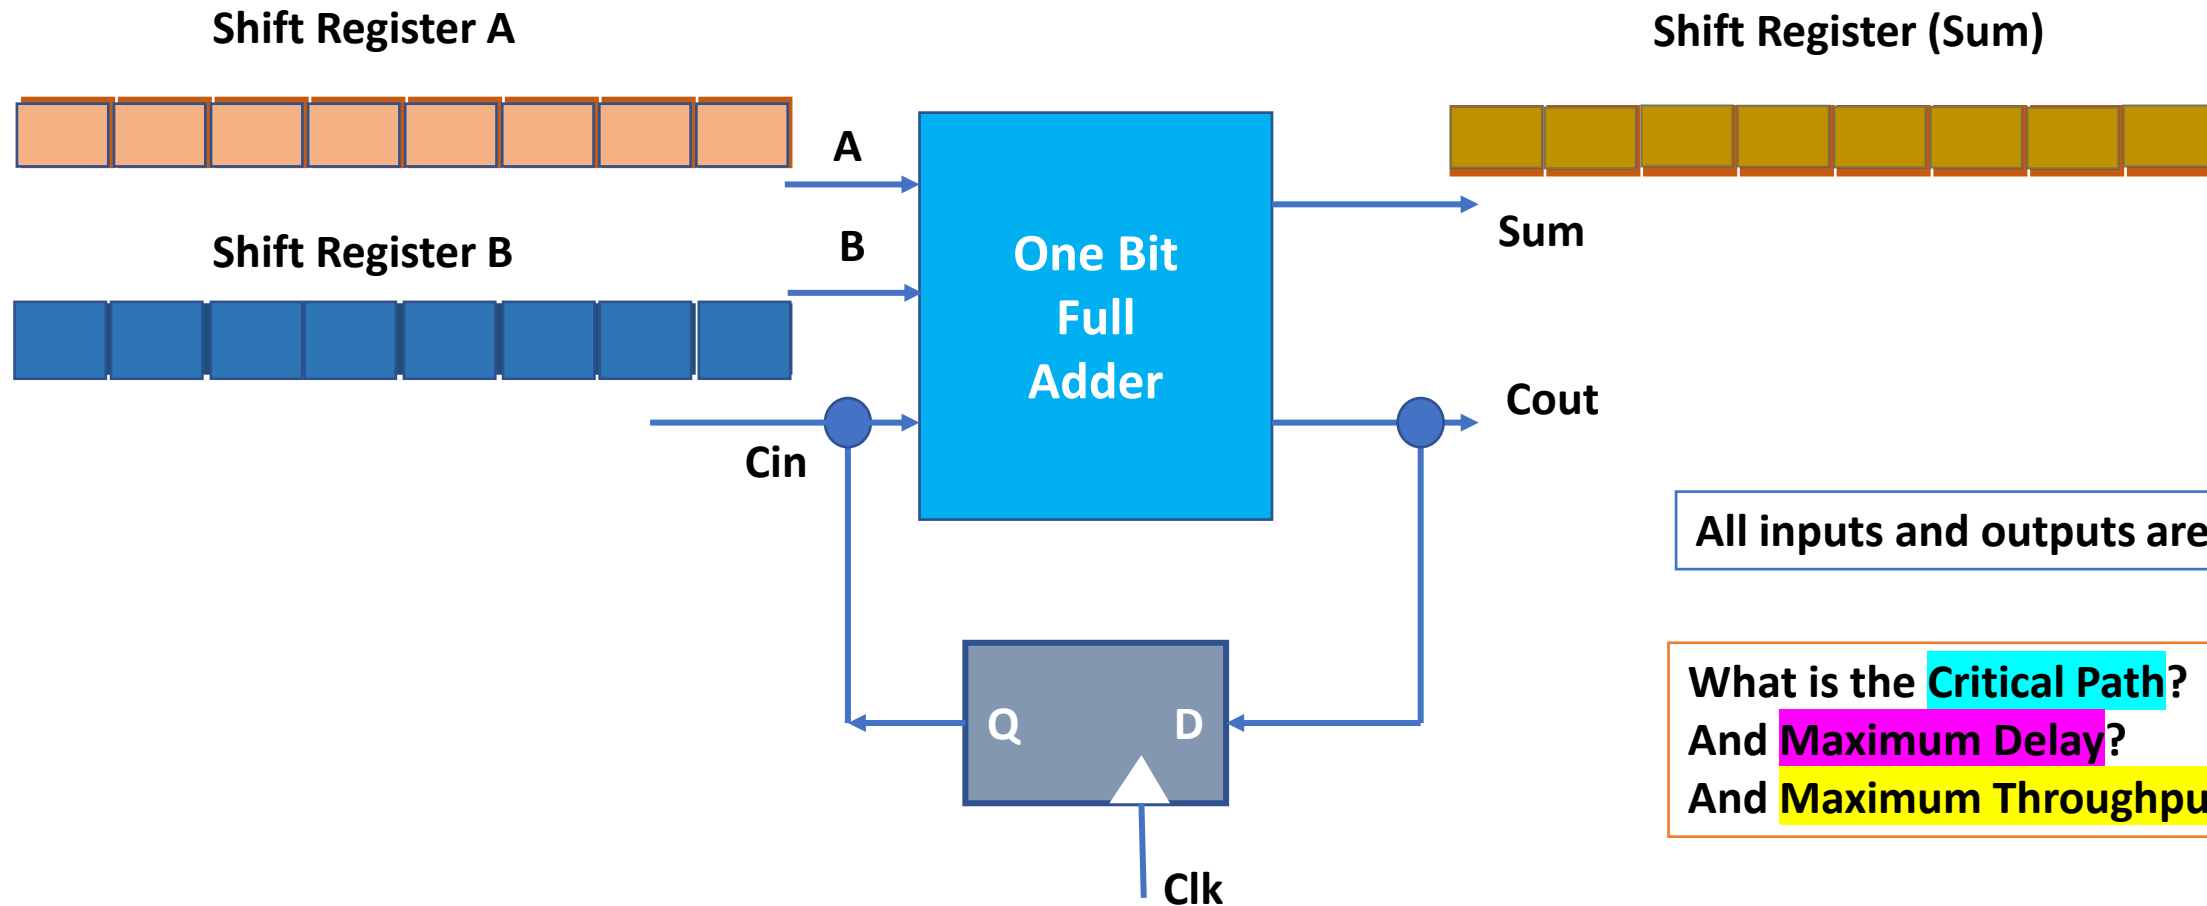 Shift Register A
Shift Register (Sum)
A
Shift Register B
B
One Bit
Full
Adder
Sum
Cin
Cout
All inputs and outputs are
Q
D
What is the Critical Path?
And Maximum Delay?
And Maximum Throughpu
Clk